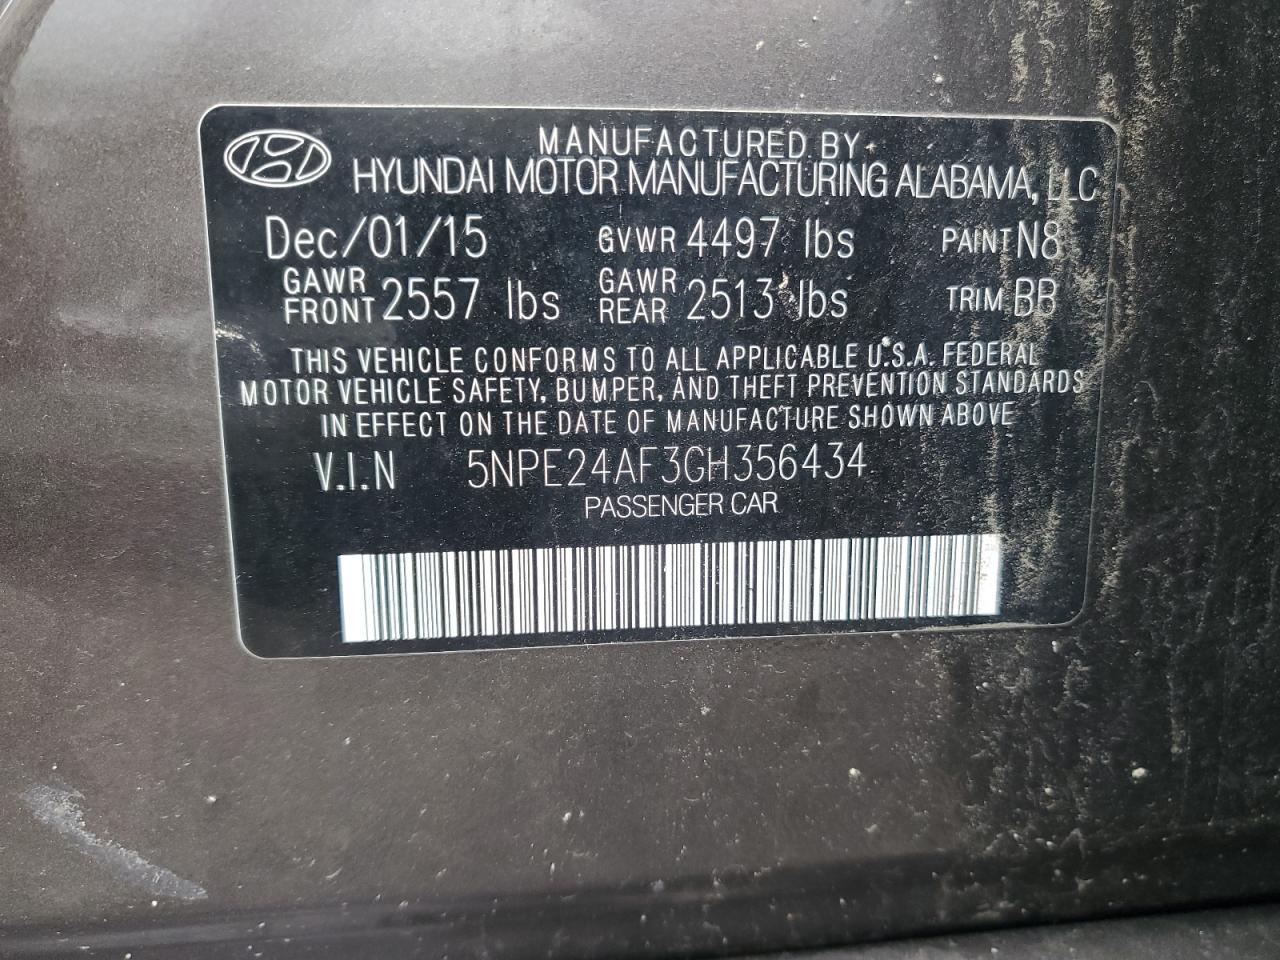 MANUFACTURED BY
HYUNDAI MOTOR MANUFACTURING ALABAMA, LLC
Dec/01/15 GVWR 4497 lbs PAINT N8
GAWR FRONT 2557 lbs GAWR REAR 2513 lbs TRIM BB
THIS VEHICLE CONFORMS TO ALL APPLICABLE U.S.A. FEDERAL
MOTOR VEHICLE SAFETY, BUMPER, AND THEFT PREVENTION STANDARDS
IN EFFECT ON THE DATE OF MANUFACTURE SHOWN ABOVE
V.I.N 5NPE24AF3GH356434
PASSENGER CAR